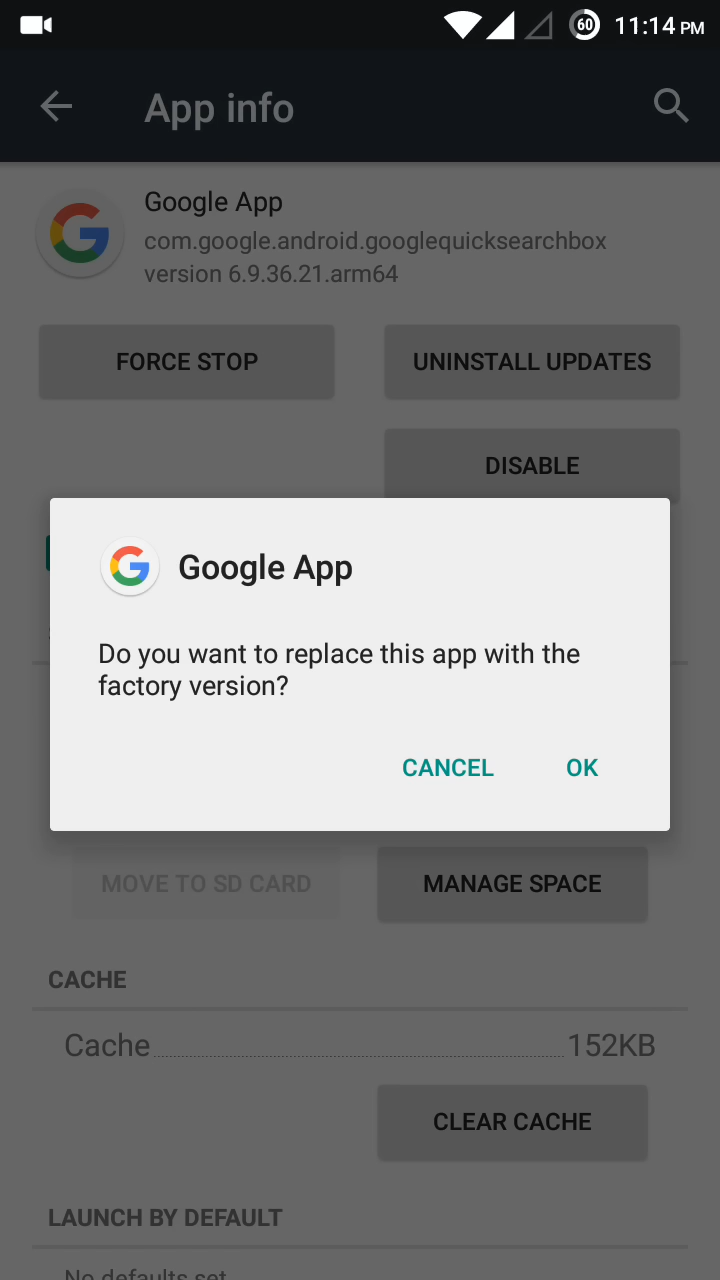 60 11:14 PM
App info
Google App
com.google.android.googlequicksearchbox
version 6.9.36.21.arm64
FORCE STOP
UNINSTALL UPDATES
DISABLE
Google App
Do you want to replace this app with the
factory version?
CANCEL
OK
MOVE TO SD CARD
MANAGE SPACE
CACHE
Cache
152KB
CLEAR CACHE
LAUNCH BY DEFAULT
No defaults set